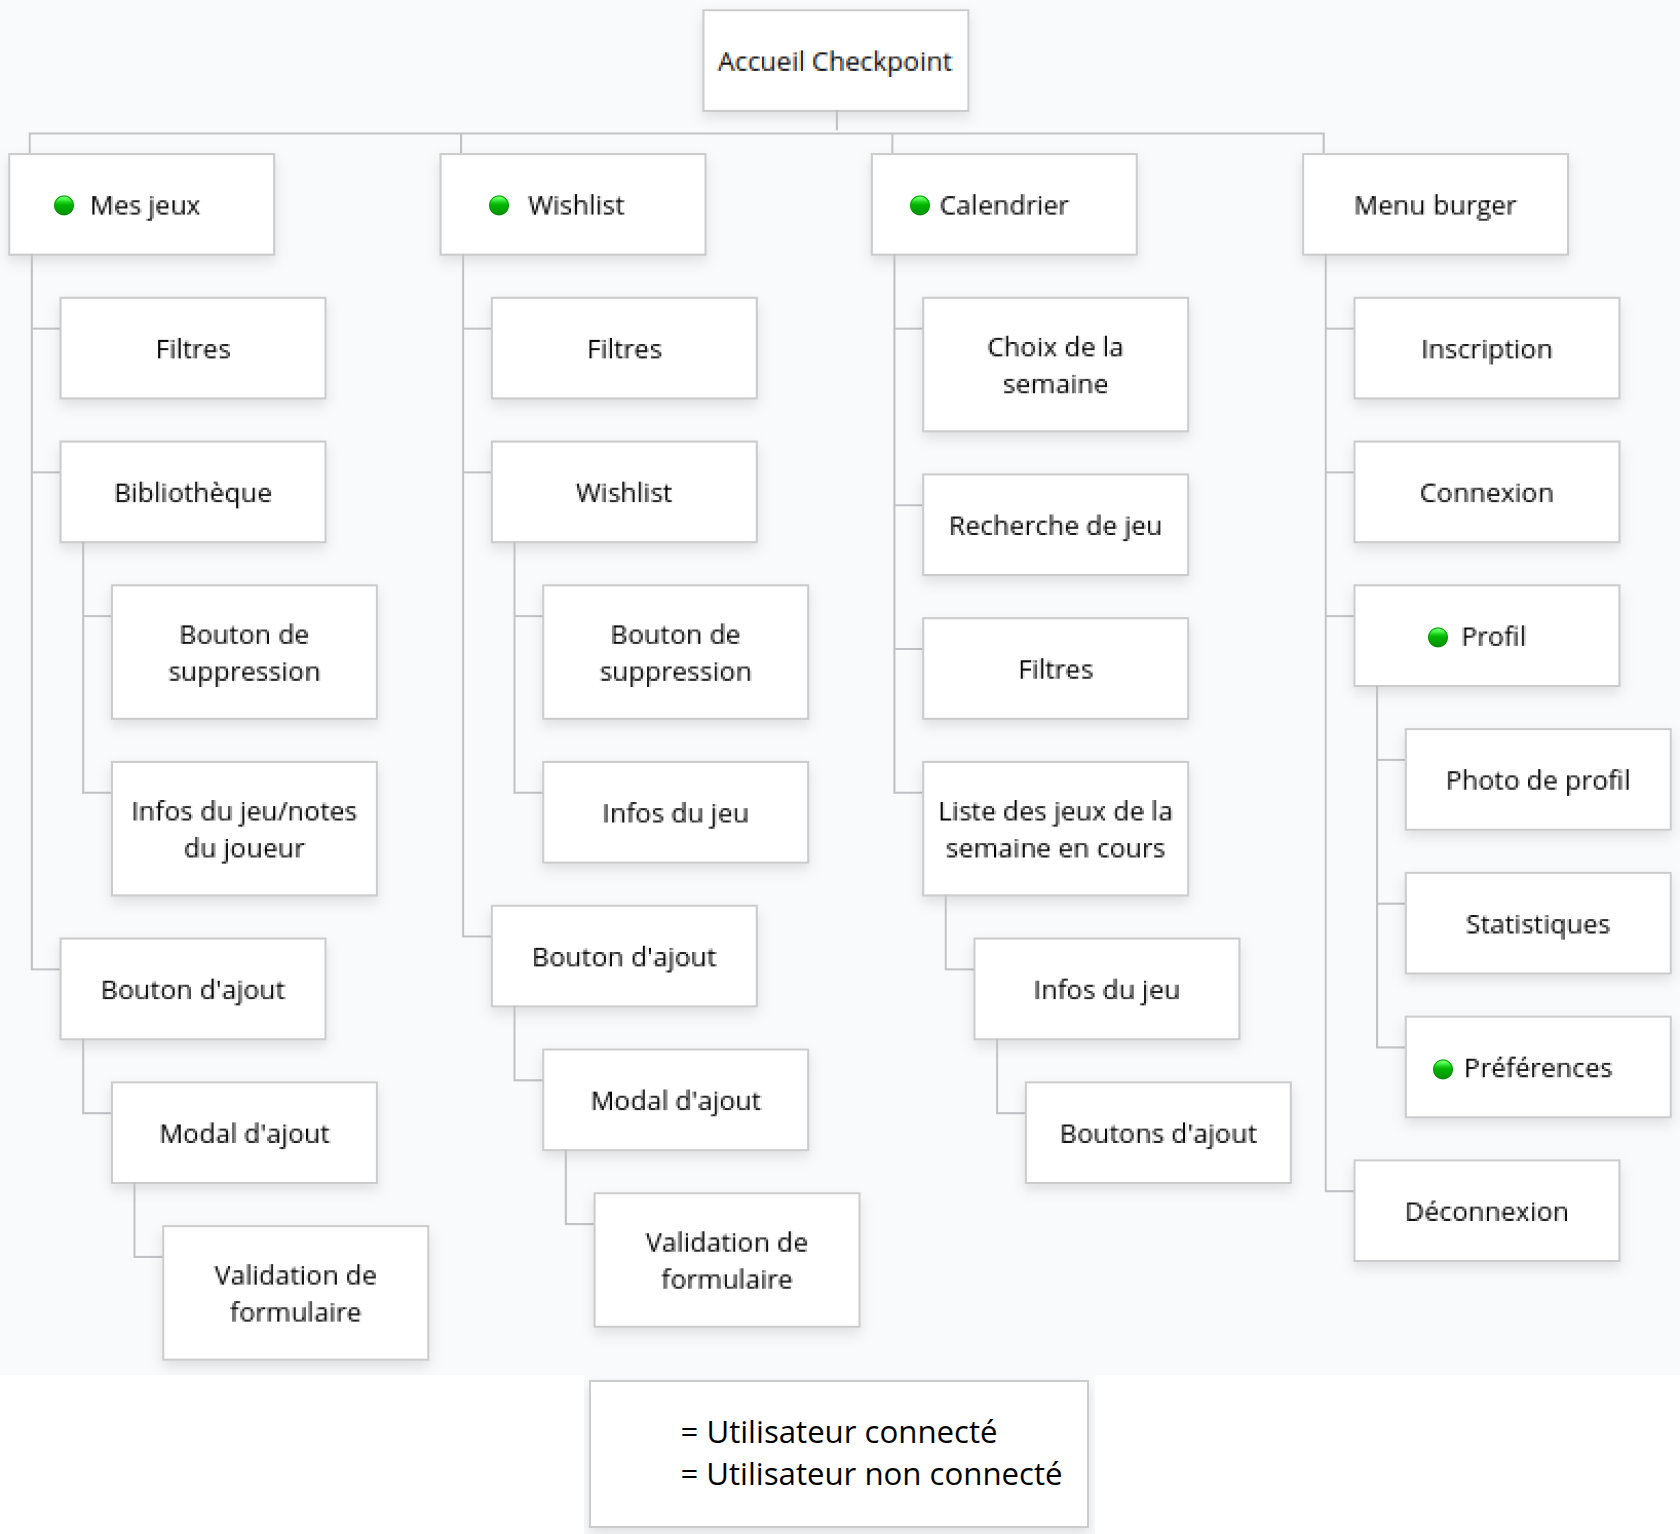 Accueil Checkpoint
Mes jeux
Filtres
Bibliothèque
Bouton de
suppression
Infos du jeu/notes
du joueur
Bouton d'ajout
Modal d'ajout
Validation de
formulaire
Wishlist
Filtres
Wishlist
Bouton de
suppression
Infos du jeu
Bouton d'ajout
Modal d'ajout
Validation de
formulaire
Calendrier
Choix de la
semaine
Recherche de jeu
Filtres
Liste des jeux de la
semaine en cours
Infos du jeu
Boutons d'ajout
Menu burger
Inscription
Connexion
Profil
Photo de profil
Statistiques
Préférences
Déconnexion
= Utilisateur connecté
= Utilisateur non connecté